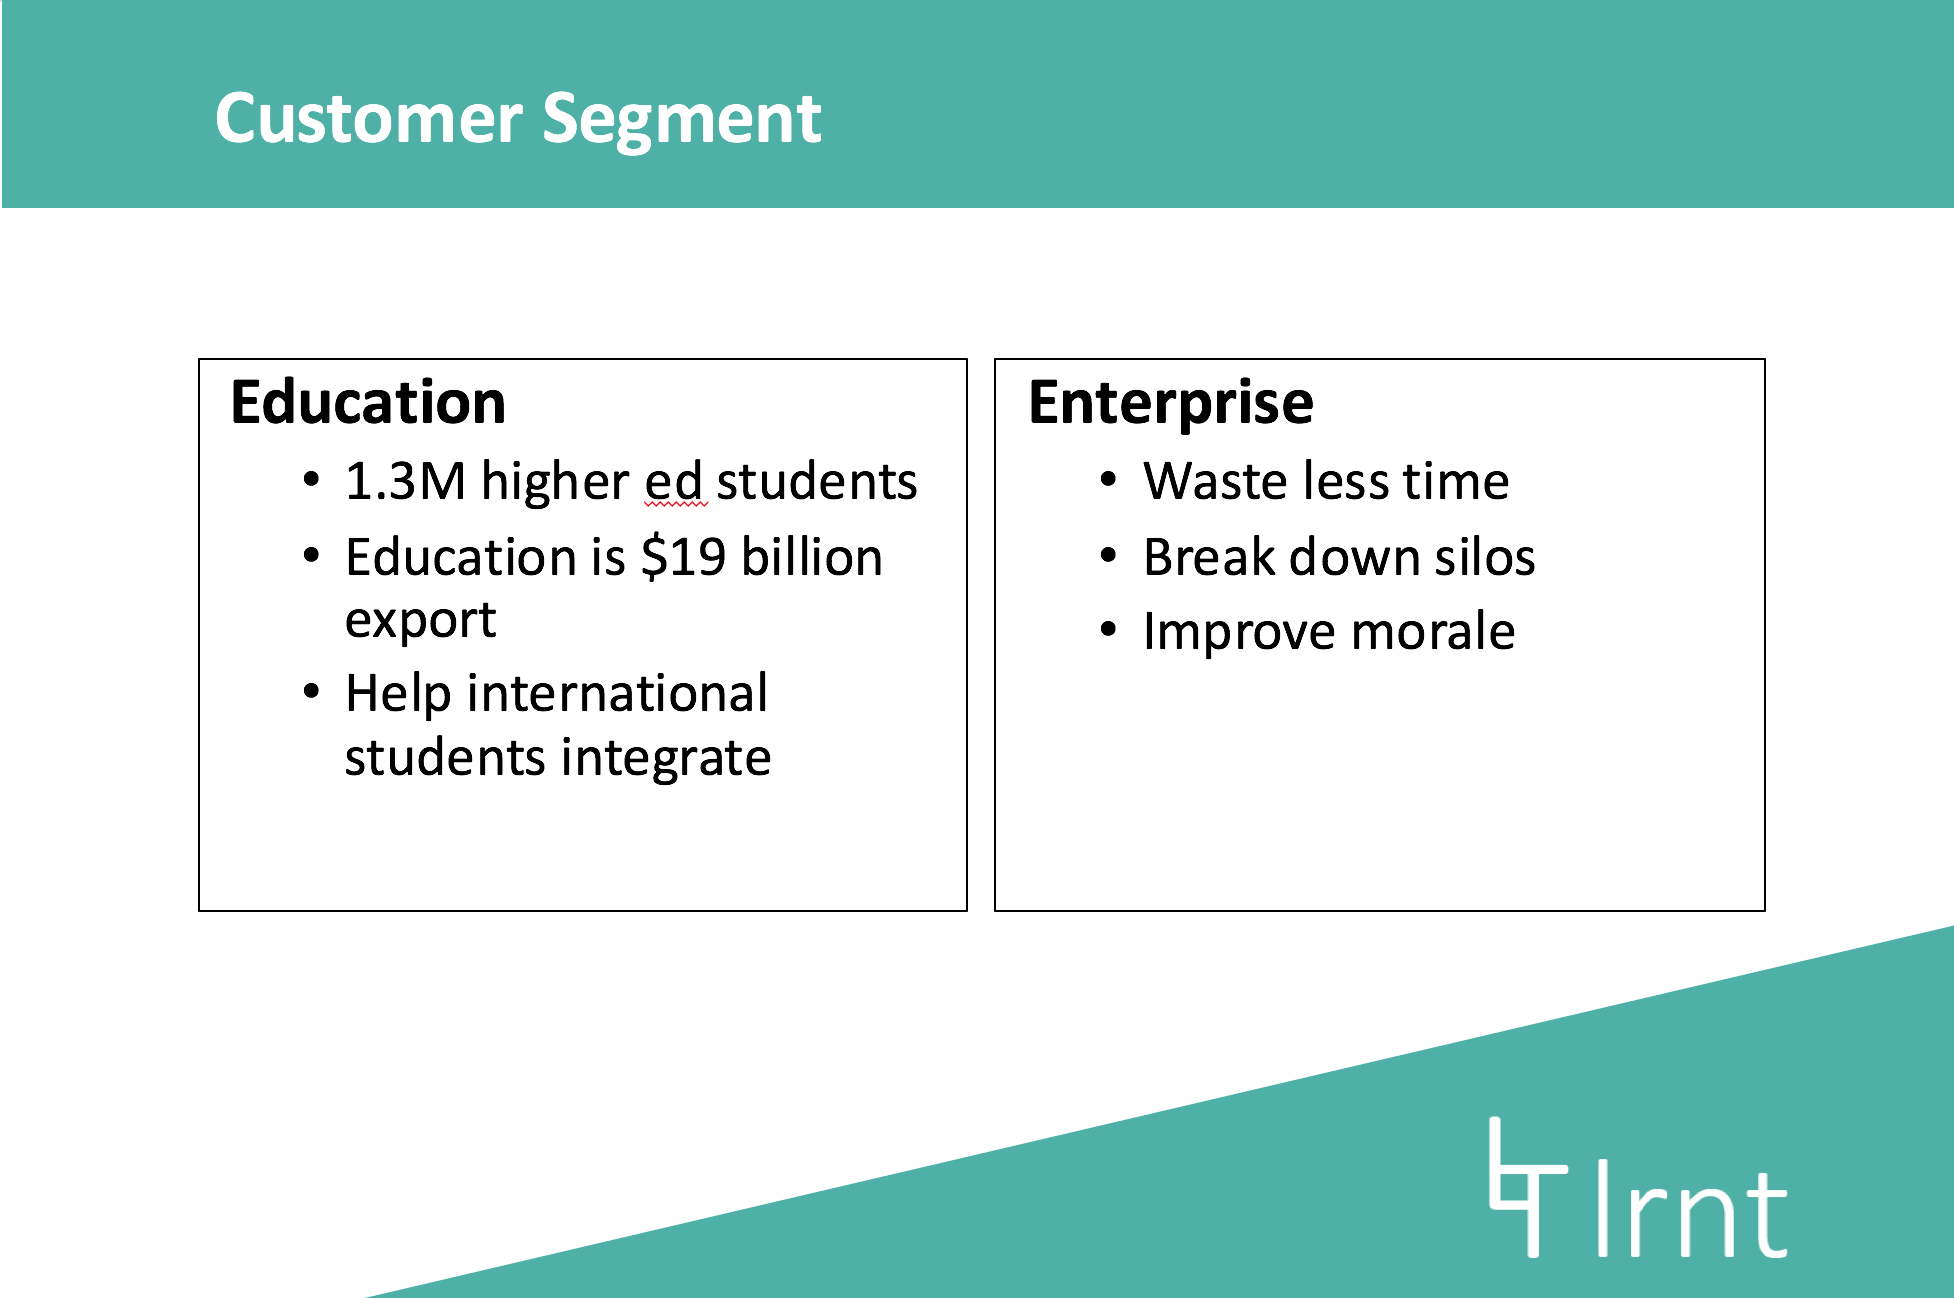 Customer Segment
Education
• 1.3M higher ed students
• Education is $19 billion
export
• Help international
students integrate
Enterprise
• Waste less time
• Break down silos
• Improve morale
LT lrnt